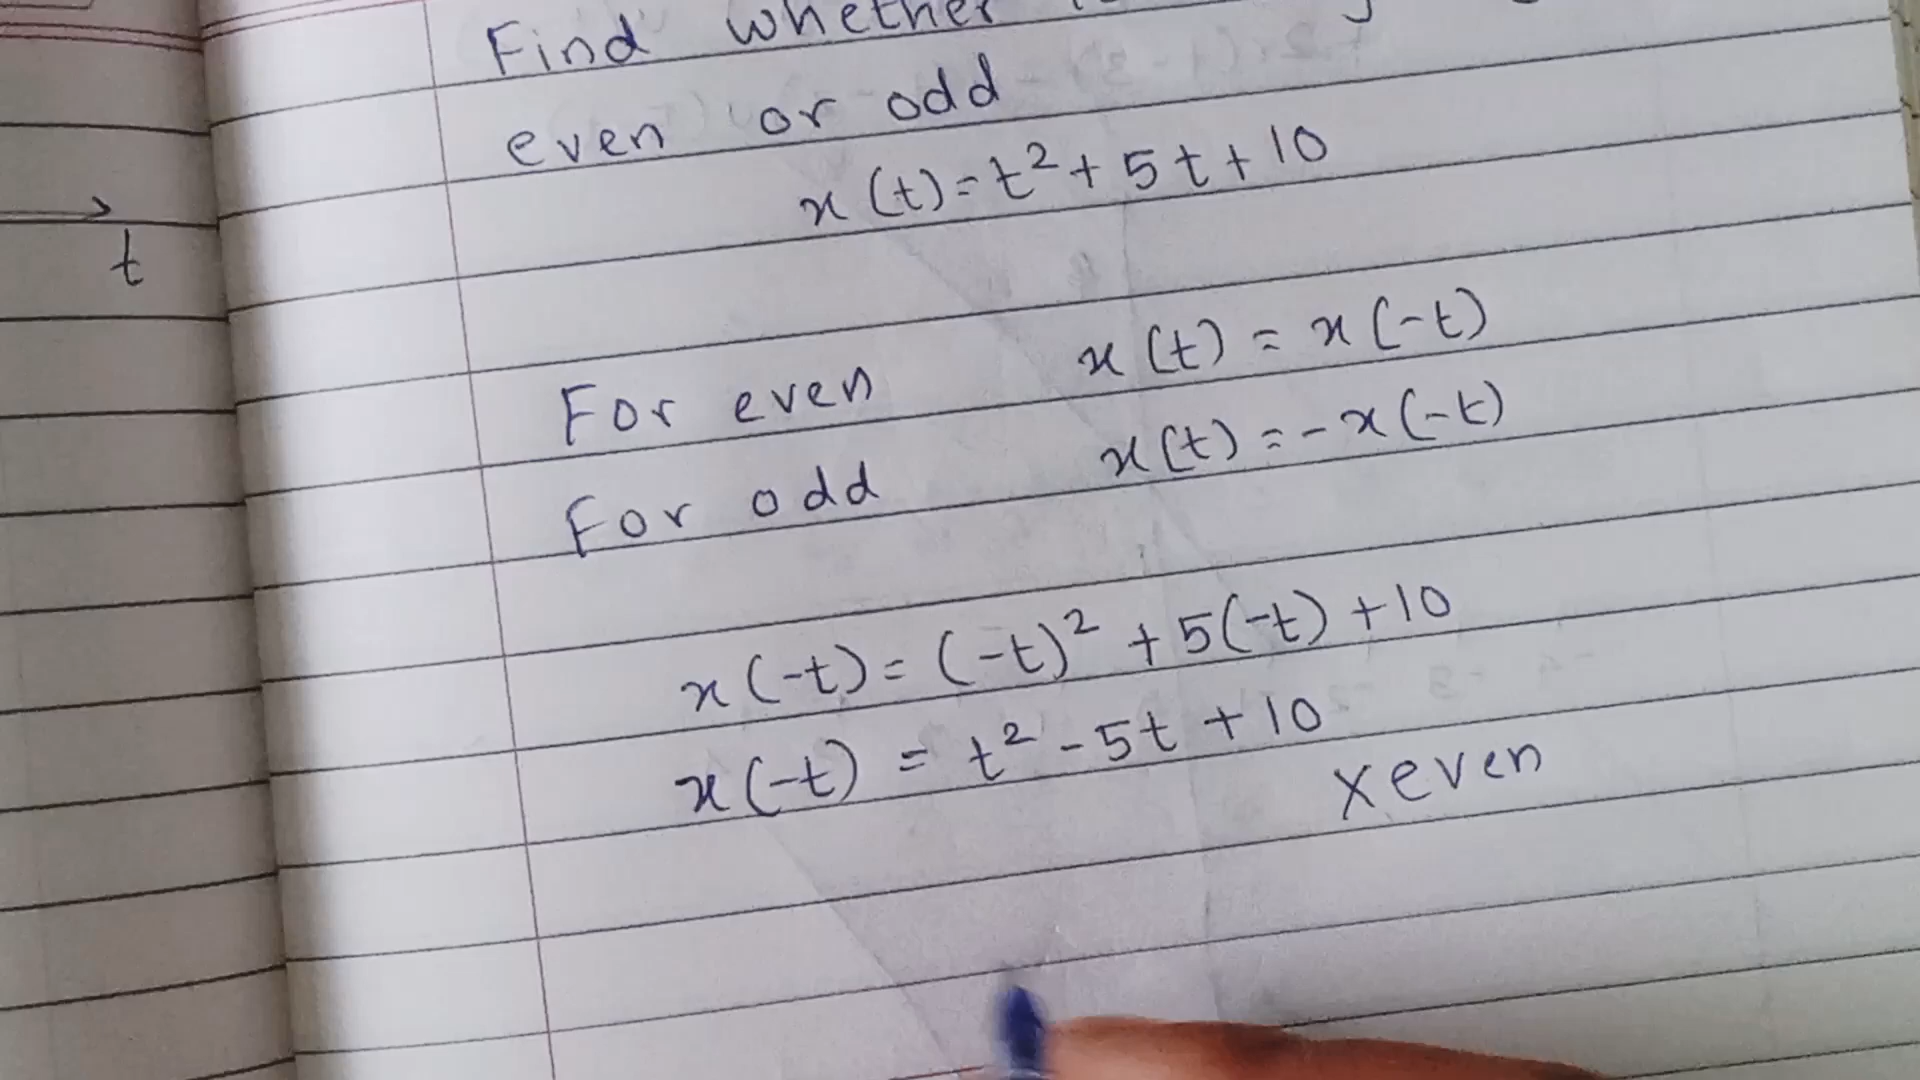 Find whether
even or odd
x(t)=t²+5t+10
t
For even x(t)=x(-t)
For odd x(t)=-x(-t)
x(-t)=(-t)²+5(-t)+10
x(-t)=t²-5t+10
x even